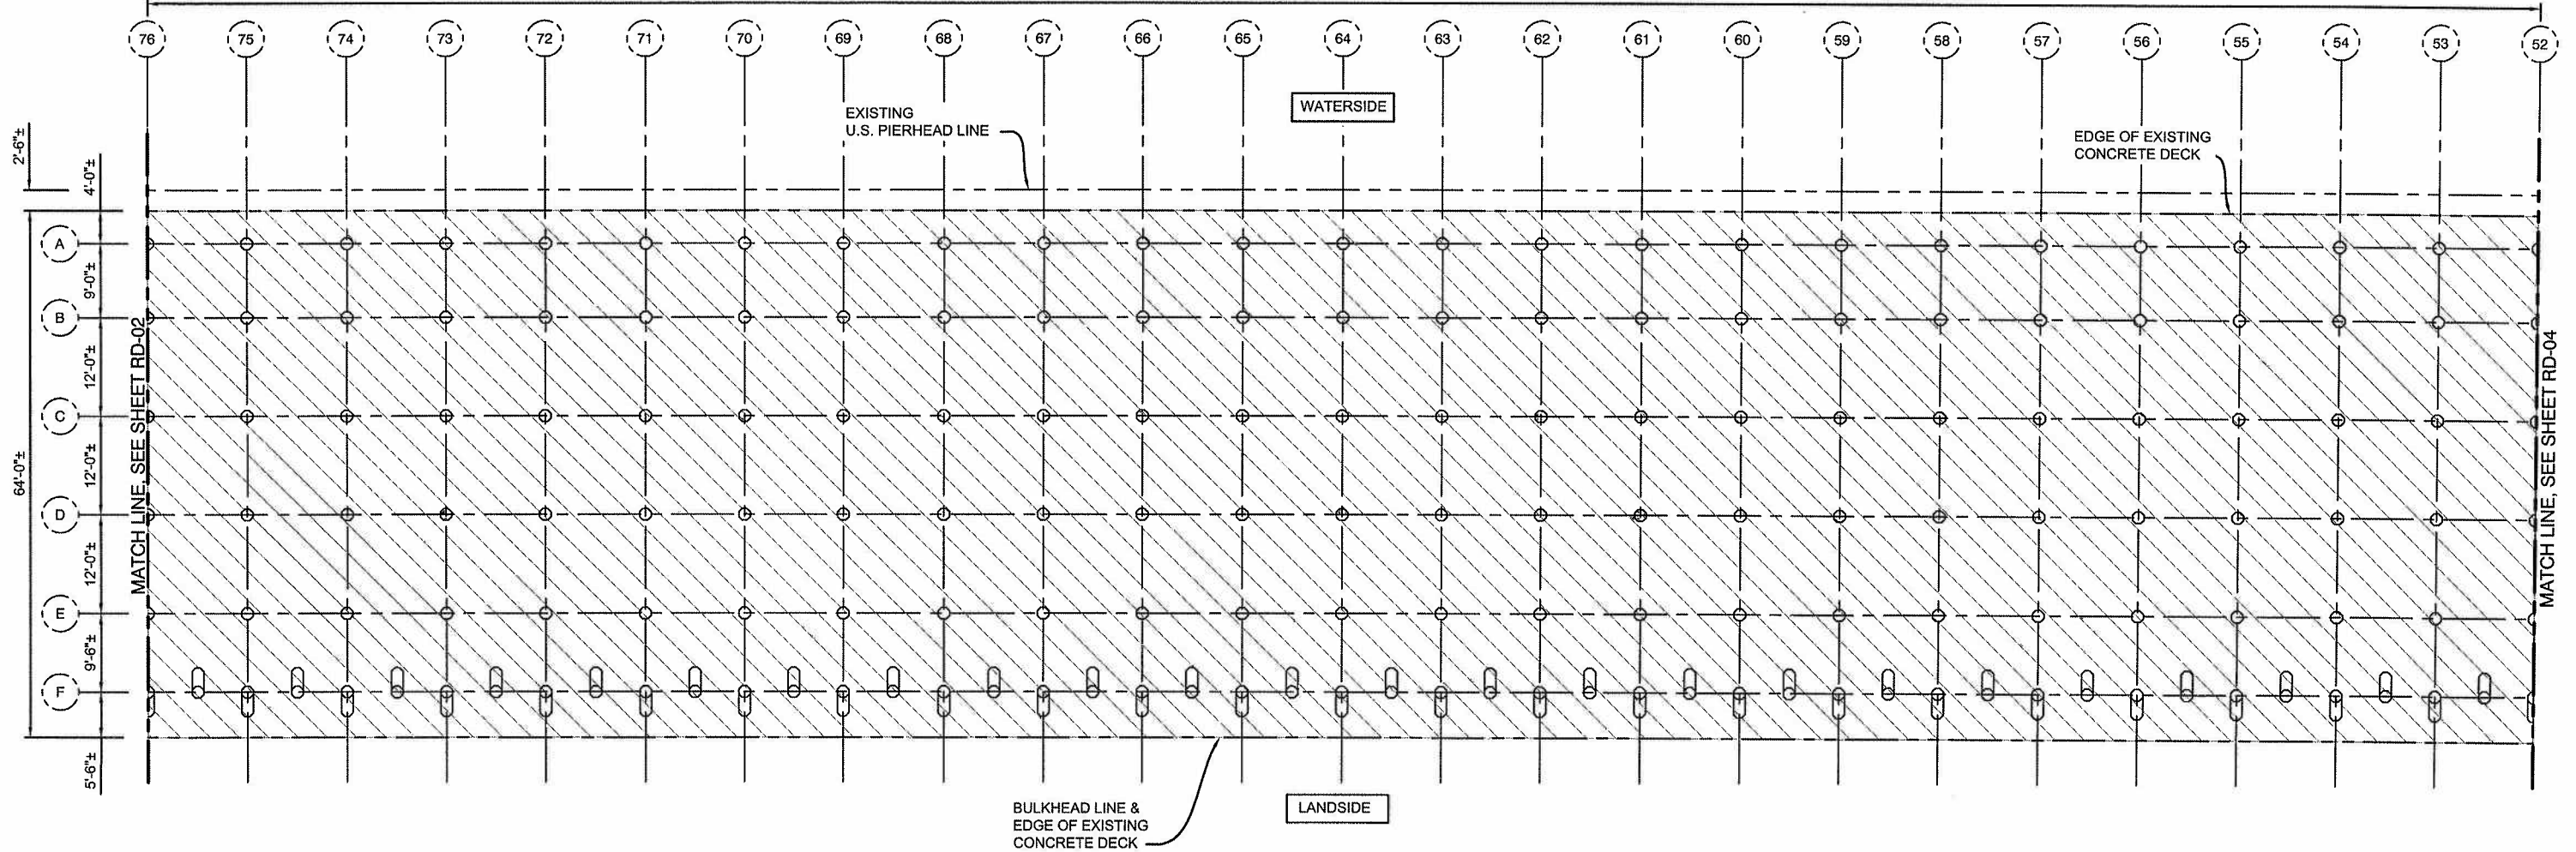 76
75
74
73
72
71
70
69
68
67
66
65
64
63
62
61
60
59
58
57
56
55
54
53
52
WATERSIDE
EXISTING
U.S. PIERHEAD LINE
EDGE OF EXISTING
CONCRETE DECK
2'-6"±
4'-0"±
A
9'-0"±
B
12'-0"±
C
12'-0"±
D
12'-0"±
E
9'-6"±
F
5'-6"±
64'-0"±
MATCH LINE, SEE SHEET RD-02
MATCH LINE, SEE SHEET RD-04
BULKHEAD LINE &
EDGE OF EXISTING
CONCRETE DECK
LANDSIDE